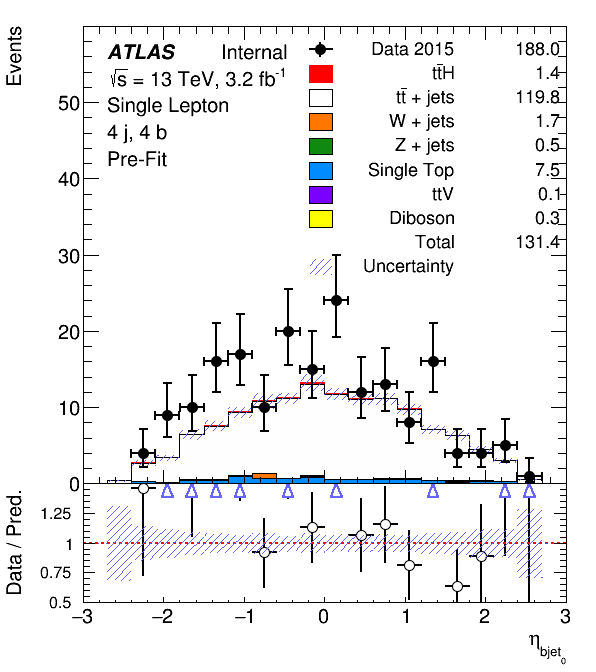 Events
ATLAS Internal
√s = 13 TeV, 3.2 fb⁻¹
Single Lepton
4 j, 4 b
Pre-Fit
Data 2015 188.0
tt̄H 1.4
tt̄ + jets 119.8
W + jets 1.7
Z + jets 0.5
Single Top 7.5
ttV 0.1
Diboson 0.3
Total 131.4
Uncertainty
50
40
30
20
10
0
Data / Pred.
1.25
1
0.75
0.5
−3 −2 −1 0 1 2 3
η_bjet_0